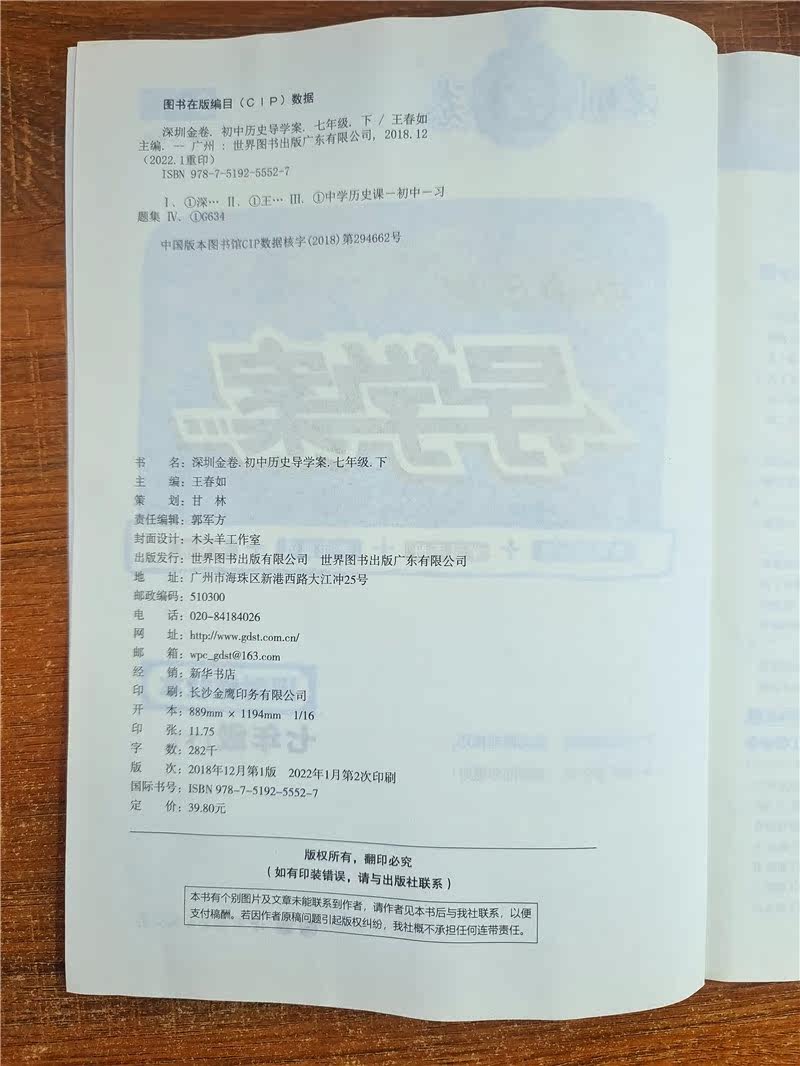 图书在版编目(CIP)数据
深圳金卷. 初中历史导学案. 七年级. 下 / 王春如
主编. -- 广州 : 世界图书出版广东有限公司, 2018.12
(2022.1重印)
ISBN 978-7-5192-5552-7
Ⅰ. ①深… Ⅱ. ①王… Ⅲ. ①中学历史课-初中-习
题集 Ⅳ. ①G634
中国版本图书馆CIP数据核字(2018)第294662号
书 名: 深圳金卷.初中历史导学案.七年级.下
主 编: 王春如
策 划: 甘 林
责任编辑: 郭军方
封面设计: 木头羊工作室
出版发行: 世界图书出版有限公司 世界图书出版广东有限公司
地 址: 广州市海珠区新港西路大江冲25号
邮政编码: 510300
电 话: 020-84184026
网 址: http://www.gdst.com.cn/
邮 箱: wpc_gdst@163.com
经 销: 新华书店
印 刷: 长沙金鹰印务有限公司
开 本: 889mm × 1194mm 1/16
印 张: 11.75
字 数: 282千
版 次: 2018年12月第1版 2022年1月第2次印刷
国际书号: ISBN 978-7-5192-5552-7
定 价: 39.80元
版权所有,翻印必究
(如有印装错误,请与出版社联系)
本书有个别图片及文章未能联系到作者,请作者见本书后与我社联系,以便
支付稿酬。若因作者原稿问题引起版权纠纷,我社概不承担任何连带责任。
导学案
七年级